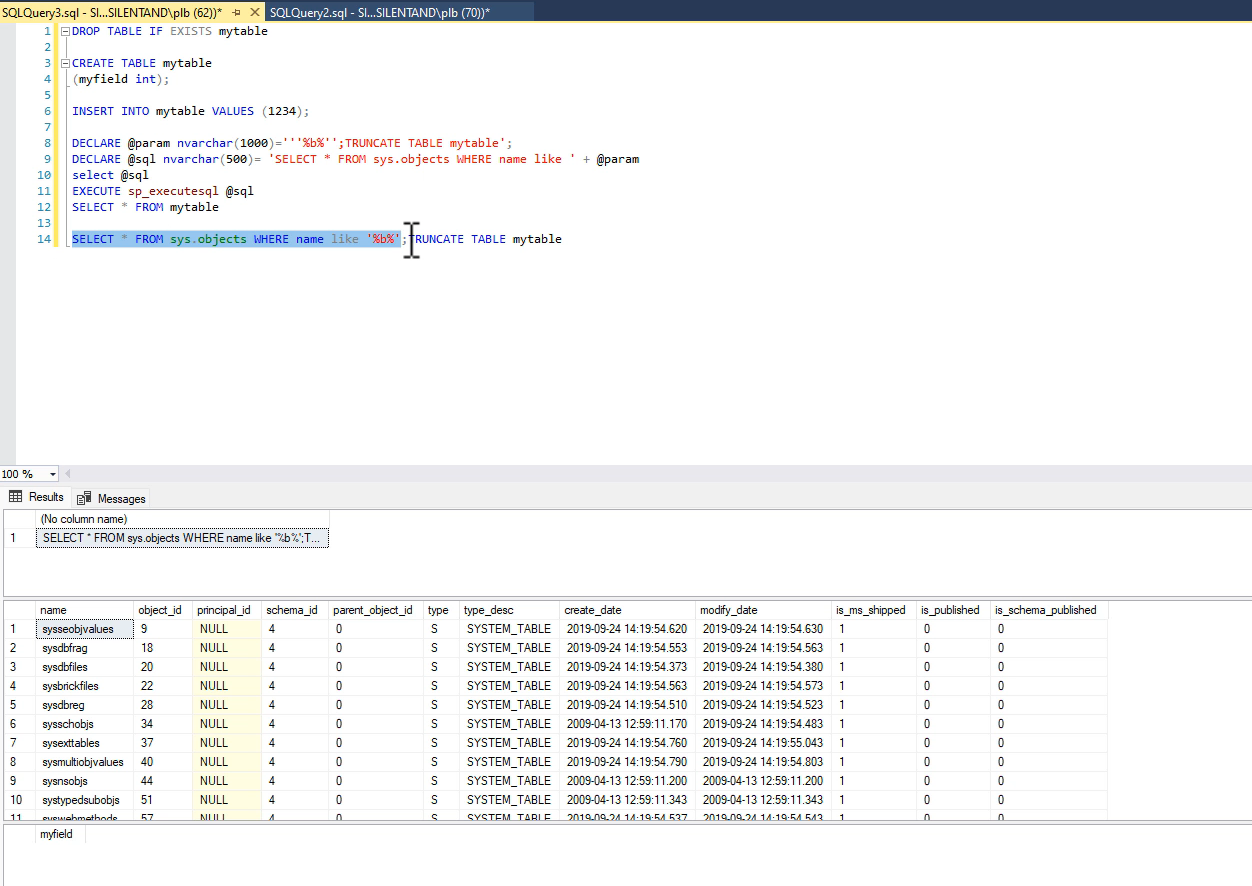 SQLQuery3.sql - SI...SILENTAND\plb (62))* SQLQuery2.sql - SI...SILENTAND\plb (70))*
1 DROP TABLE IF EXISTS mytable
2
3 CREATE TABLE mytable
4 (myfield int);
5
6 INSERT INTO mytable VALUES (1234);
7
8 DECLARE @param nvarchar(1000)='''%b%'';TRUNCATE TABLE mytable';
9 DECLARE @sql nvarchar(500)= 'SELECT * FROM sys.objects WHERE name like ' + @param
10 select @sql
11 EXECUTE sp_executesql @sql
12 SELECT * FROM mytable
13
14 SELECT * FROM sys.objects WHERE name like '%b%';TRUNCATE TABLE mytable
100 %
Results Messages
(No column name)
1 SELECT * FROM sys.objects WHERE name like '%b%';T...
name object_id principal_id schema_id parent_object_id type type_desc create_date modify_date is_ms_shipped is_published is_schema_published
1 sysseobjvalues 9 NULL 4 0 S SYSTEM_TABLE 2019-09-24 14:19:54.620 2019-09-24 14:19:54.630 1 0 0
2 sysdbfrag 18 NULL 4 0 S SYSTEM_TABLE 2019-09-24 14:19:54.553 2019-09-24 14:19:54.563 1 0 0
3 sysdbfiles 20 NULL 4 0 S SYSTEM_TABLE 2019-09-24 14:19:54.373 2019-09-24 14:19:54.380 1 0 0
4 sysbrickfiles 22 NULL 4 0 S SYSTEM_TABLE 2019-09-24 14:19:54.563 2019-09-24 14:19:54.573 1 0 0
5 sysdbreg 28 NULL 4 0 S SYSTEM_TABLE 2019-09-24 14:19:54.510 2019-09-24 14:19:54.523 1 0 0
6 sysschobjs 34 NULL 4 0 S SYSTEM_TABLE 2009-04-13 12:59:11.170 2019-09-24 14:19:54.483 1 0 0
7 sysexttables 37 NULL 4 0 S SYSTEM_TABLE 2019-09-24 14:19:54.760 2019-09-24 14:19:55.043 1 0 0
8 sysmultiobjvalues 40 NULL 4 0 S SYSTEM_TABLE 2019-09-24 14:19:54.790 2019-09-24 14:19:54.803 1 0 0
9 sysnsobjs 44 NULL 4 0 S SYSTEM_TABLE 2009-04-13 12:59:11.200 2009-04-13 12:59:11.200 1 0 0
10 systypedsubobjs 51 NULL 4 0 S SYSTEM_TABLE 2009-04-13 12:59:11.343 2009-04-13 12:59:11.343 1 0 0
11 syswebmethods 57 NULL 4 0 S SYSTEM_TABLE 2019-09-24 14:19:54.537 2019-09-24 14:19:54.543 1 0 0
myfield